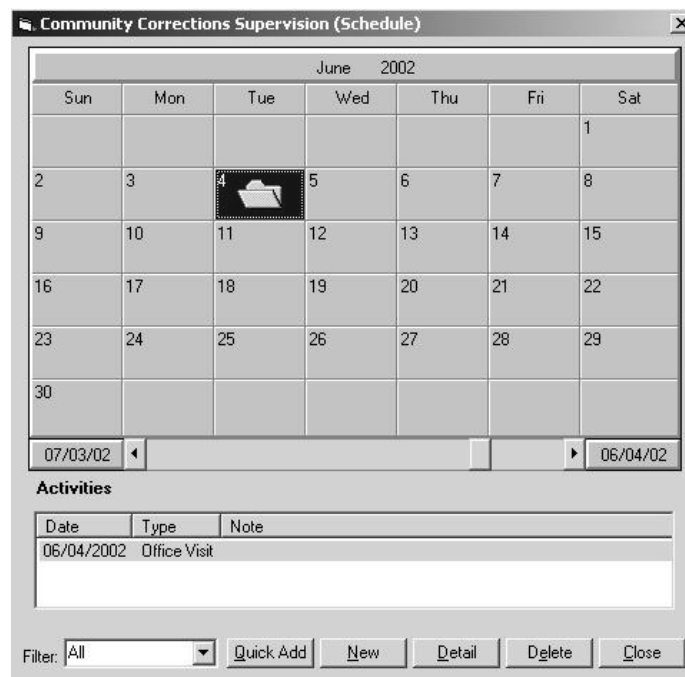 Community Corrections Supervision (Schedule)
June 2002
Sun Mon Tue Wed Thu Fri Sat
1
2 3 4 5 6 7 8
9 10 11 12 13 14 15
16 17 18 19 20 21 22
23 24 25 26 27 28 29
30
07/03/02 06/04/02
Activities
Date Type Note
06/04/2002 Office Visit
Filter: All Quick Add New Detail Delete Close